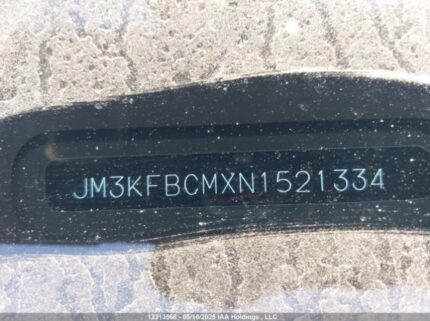 JM3KFBCMXN1521334
12313568 - 05/16/2025 IAA Holdings, LLC.